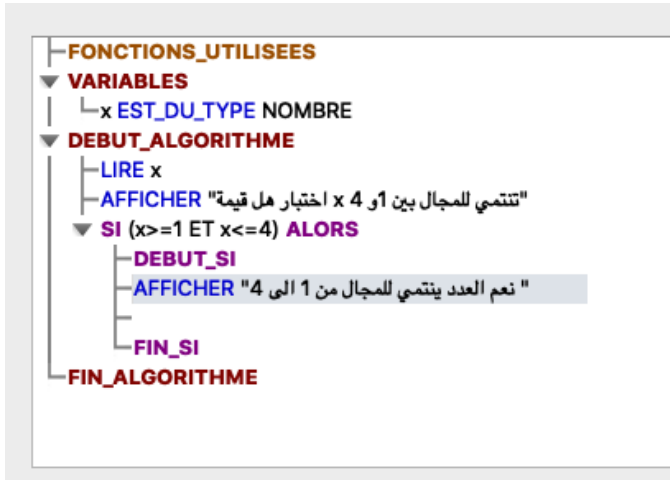 FONCTIONS_UTILISEES
VARIABLES
x EST_DU_TYPE NOMBRE
DEBUT_ALGORITHME
LIRE x
AFFICHER "اختبار هل قيمة x تنتمي للمجال بين 1و 4"
SI (x>=1 ET x<=4) ALORS
DEBUT_SI
AFFICHER "نعم العدد ينتمي للمجال من 1 الى 4 "
FIN_SI
FIN_ALGORITHME